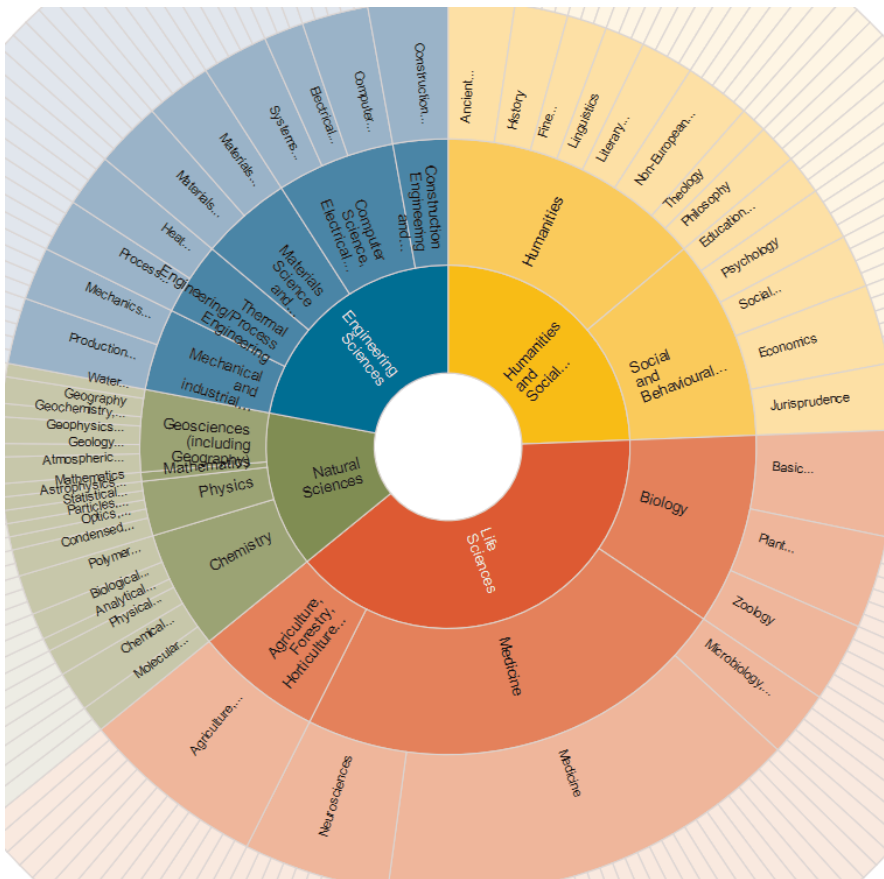 Construction...
Computer...
Electrical...
Systems...
Materials...
Materials...
Heat...
Process...
Mechanics...
Production...
Water...
Ancient...
History
Fine...
Linguistics
Literary...
Non-European...
Theology
Philosophy
Education...
Psychology
Social...
Economics
Jurisprudence
Construction
Engineering
and...
Computer
Science,
Electrical...
Materials
Science
and...
Thermal
Engineering/Process
Engineering
Mechanical
and
industrial...
Humanities
Social
and
Behavioural...
Engineering
Sciences
Humanities
and
Social...
Natural
Sciences
Life
Sciences
Geosciences
(including
Geography)
Mathematics
Physics
Chemistry
Geography
Geochemistry,...
Geophysics...
Geology...
Atmospheric...
Mathematics
Astrophysics...
Statistical...
Particles,...
Optics,...
Condensed...
Polymer...
Biological...
Analytical...
Physical...
Chemical...
Molecular...
Biology
Medicine
Agriculture,
Forestry,
Horticulture...
Basic...
Plant...
Zoology
Microbiology,...
Medicine
Neurosciences
Agriculture,...